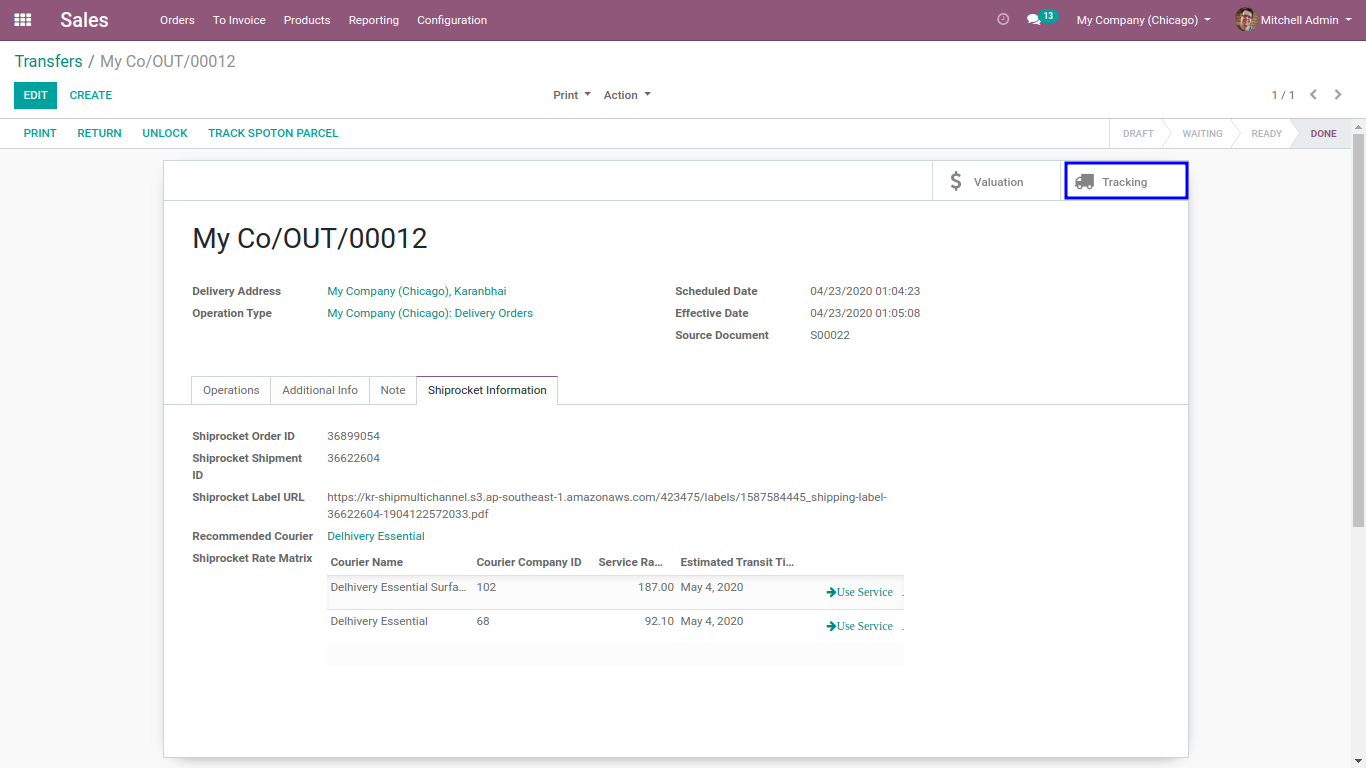 Sales Orders To Invoice Products Reporting Configuration 13 My Company (Chicago) Mitchell Admin
Transfers / My Co/OUT/00012
EDIT CREATE Print Action 1 / 1
PRINT RETURN UNLOCK TRACK SPOTON PARCEL DRAFT WAITING READY DONE
$ Valuation Tracking
My Co/OUT/00012
Delivery Address My Company (Chicago), Karanbhai Scheduled Date 04/23/2020 01:04:23
Operation Type My Company (Chicago): Delivery Orders Effective Date 04/23/2020 01:05:08
Source Document S00022
Operations Additional Info Note Shiprocket Information
Shiprocket Order ID 36899054
Shiprocket Shipment 36622604
ID
Shiprocket Label URL https://kr-shipmultichannel.s3.ap-southeast-1.amazonaws.com/423475/labels/1587584445_shipping-label-
36622604-1904122572033.pdf
Recommended Courier Delhivery Essential
Shiprocket Rate Matrix Courier Name Courier Company ID Service Ra... Estimated Transit Ti...
Delhivery Essential Surfa... 102 187.00 May 4, 2020 Use Service .
Delhivery Essential 68 92.10 May 4, 2020 Use Service .